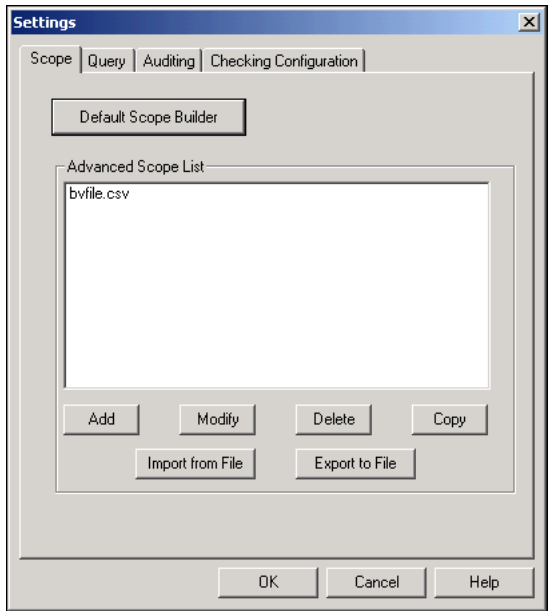 Settings
Scope Query Auditing Checking Configuration
Default Scope Builder
Advanced Scope List
bvfile.csv
Add Modify Delete Copy
Import from File Export to File
OK Cancel Help